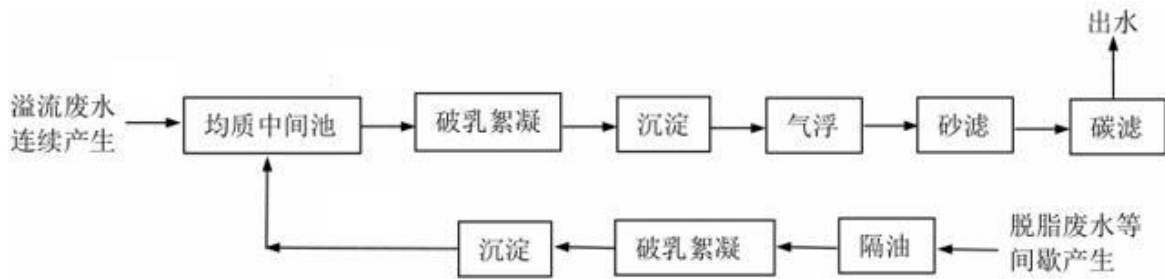 出水
溢流废水
连续产生
均质中间池
破乳絮凝
沉淀
气浮
砂滤
碳滤
沉淀
破乳絮凝
隔油
脱脂废水等
间歇产生